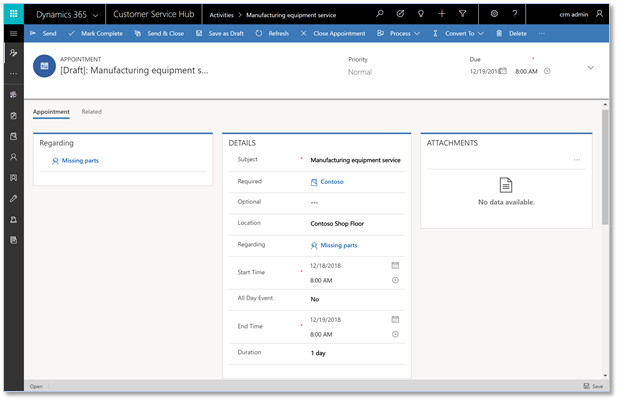 Dynamics 365 Customer Service Hub Activities > Manufacturing equipment service crm admin
Send Mark Complete Send & Close Save as Draft Refresh Close Appointment Process Convert To Delete ...
APPOINTMENT
[Draft]: Manufacturing equipment s...
Priority
Normal
Due *
12/19/2018 8:00 AM
Appointment Related
Regarding
Missing parts
DETAILS
Subject * Manufacturing equipment service
Required Contoso
Optional ---
Location Contoso Shop Floor
Regarding Missing parts
Start Time * 12/18/2018
8:00 AM
All Day Event No
End Time * 12/19/2018
8:00 AM
Duration 1 day
ATTACHMENTS
...
No data available.
Open Save